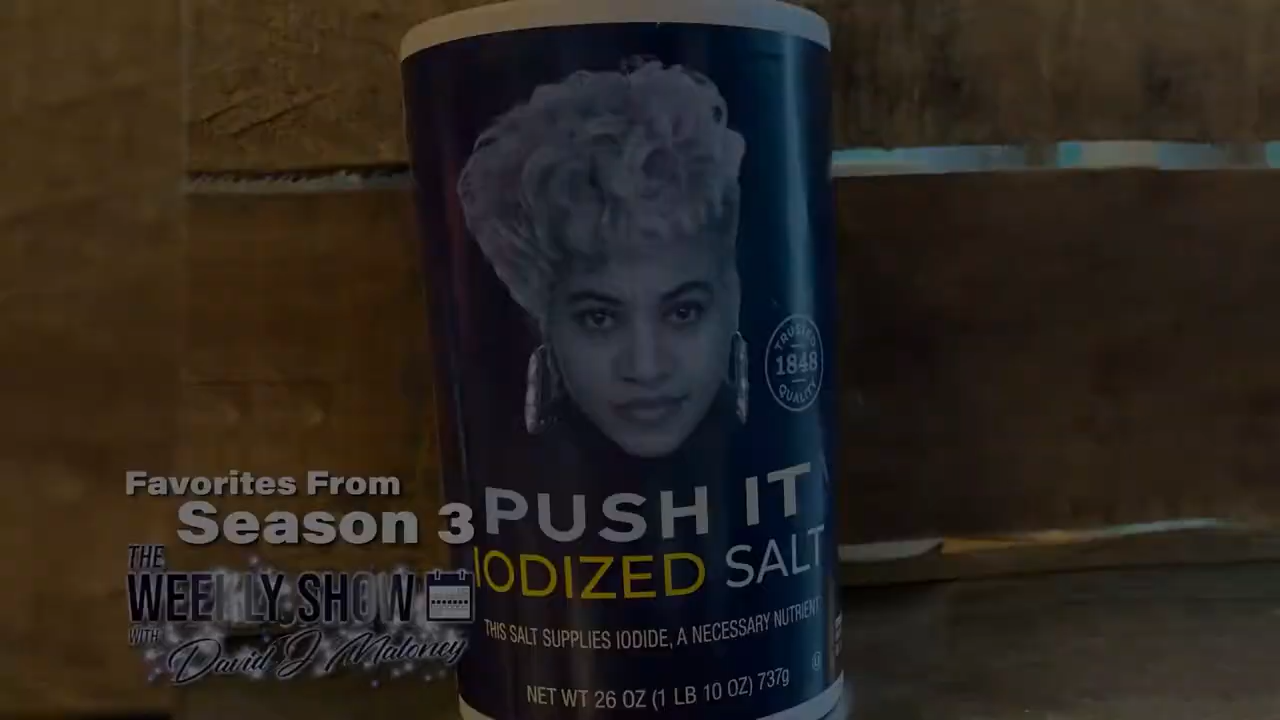 TRUSTED
1848
QUALITY
PUSH IT
IODIZED SALT
THIS SALT SUPPLIES IODIDE, A NECESSARY NUTRIENT
NET WT 26 OZ (1 LB 10 OZ) 737g
Favorites From
Season 3
THE
WEEKLY SHOW
WITH
David J Maloney